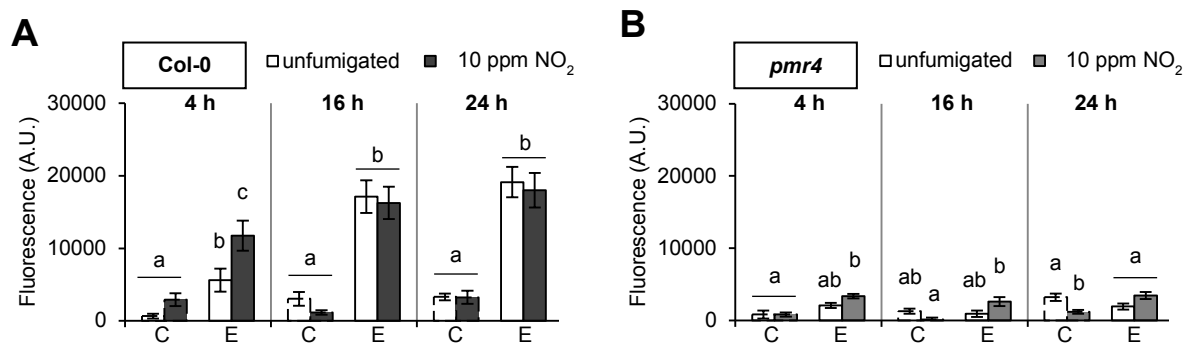 A
Col-0
unfumigated
10 ppm NO₂
4 h
16 h
24 h
Fluorescence (A.U.)
30000
20000
10000
0
a
b
c
a
b
a
b
C
E
C
E
C
E
B
pmr4
unfumigated
10 ppm NO₂
4 h
16 h
24 h
Fluorescence (A.U.)
30000
20000
10000
0
a
ab
b
ab
a
ab
b
a
b
a
C
E
C
E
C
E